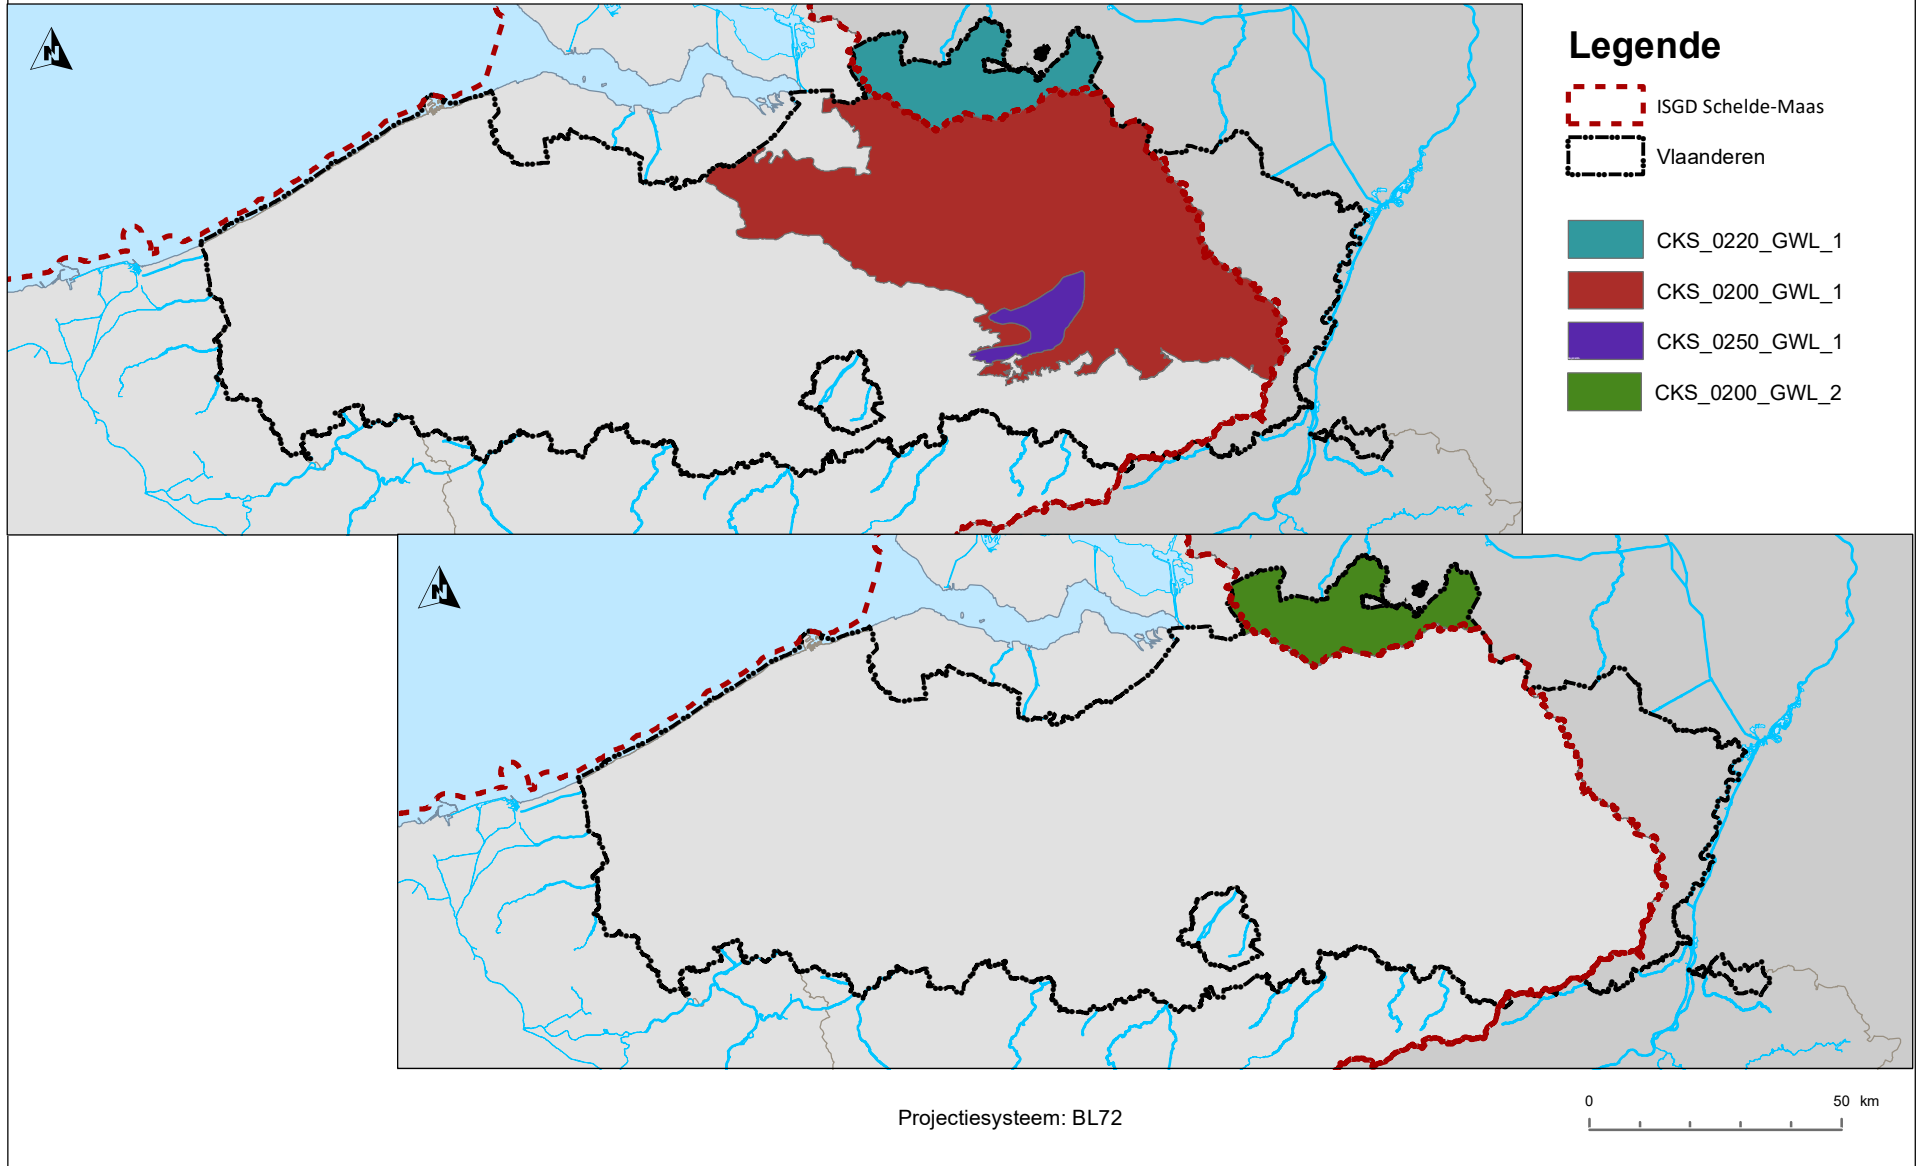 N
Legende
ISGD Schelde-Maas
Vlaanderen
CKS_0220_GWL_1
CKS_0200_GWL_1
CKS_0250_GWL_1
CKS_0200_GWL_2
N
Projectiesysteem: BL72
0 50 km